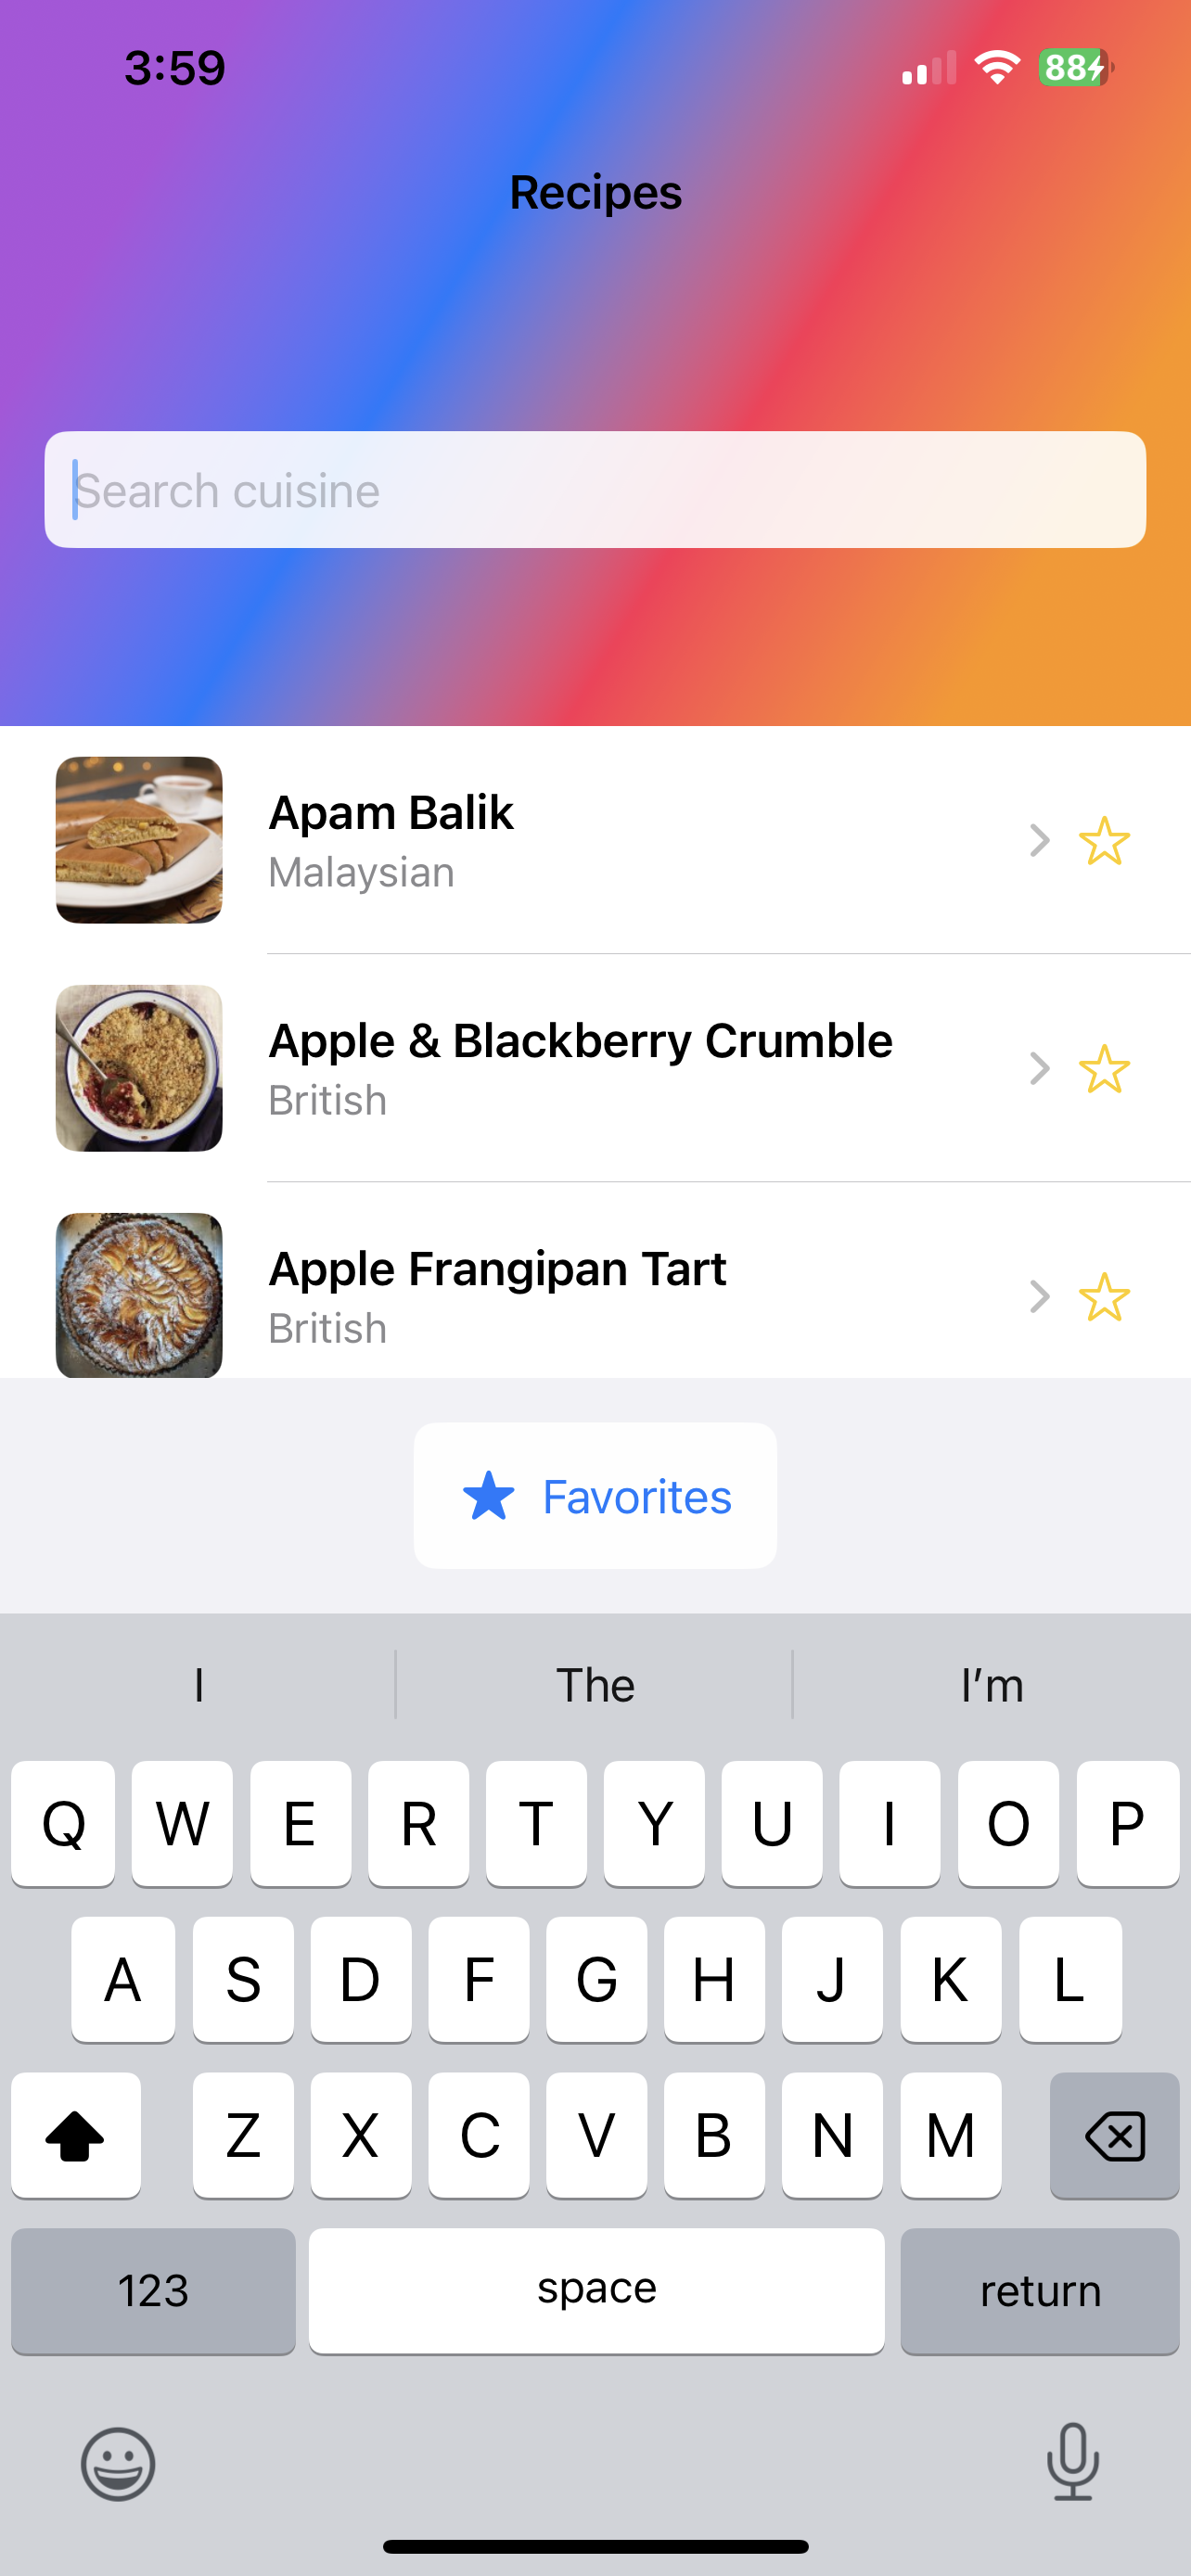 3:59
88
Recipes
Search cuisine
Apam Balik
Malaysian
Apple & Blackberry Crumble
British
Apple Frangipan Tart
British
Favorites
I The I’m
Q W E R T Y U I O P
A S D F G H J K L
Z X C V B N M
123 space return